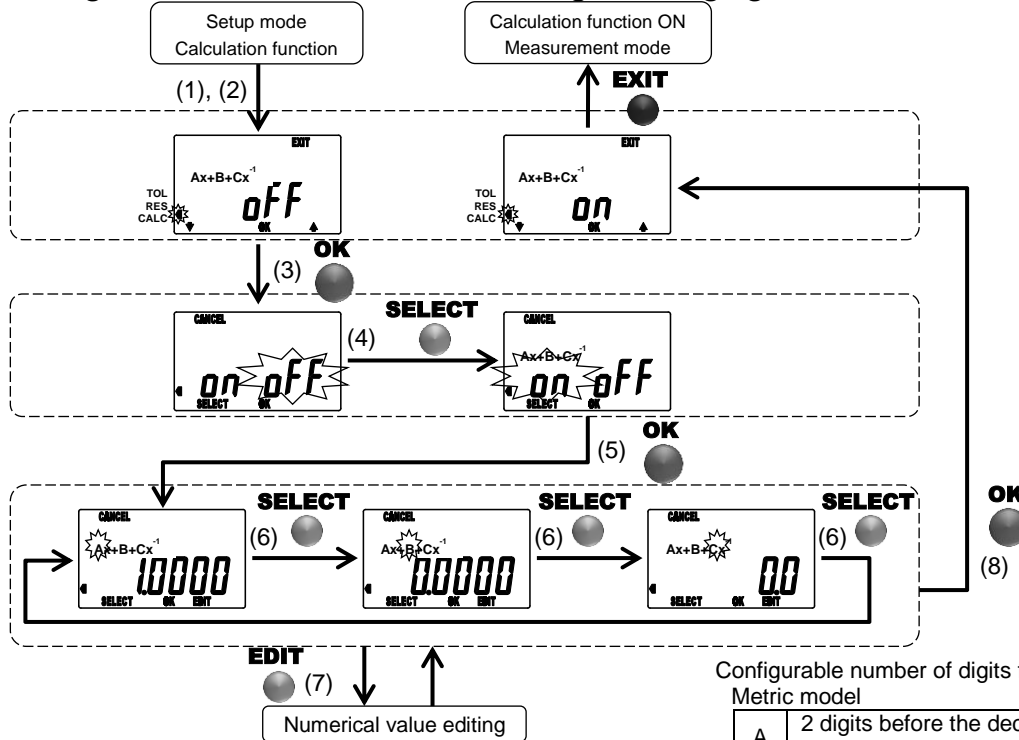 Setup mode
Calculation function
Calculation function ON
Measurement mode
(1), (2)
EXIT
EXIT
Ax+B+Cx-1
TOL
RES
CALC
oFF
OK
EXIT
Ax+B+Cx-1
TOL
RES
CALC
on
OK
(3)
OK
CANCEL
on oFF
SELECT OK
(4)
SELECT
CANCEL
Ax+B+Cx-1
on oFF
SELECT OK
(5)
OK
CANCEL
Ax+B+Cx-1
1.0000
SELECT OK EDIT
(6)
SELECT
CANCEL
Ax+B+Cx-1
0.0000
SELECT OK EDIT
(6)
SELECT
CANCEL
Ax+B+Cx
0.0
SELECT OK EDIT
(6)
SELECT
OK
(8)
EDIT
(7)
Numerical value editing
Configurable number of digits
Metric model
A
2 digits before the dec